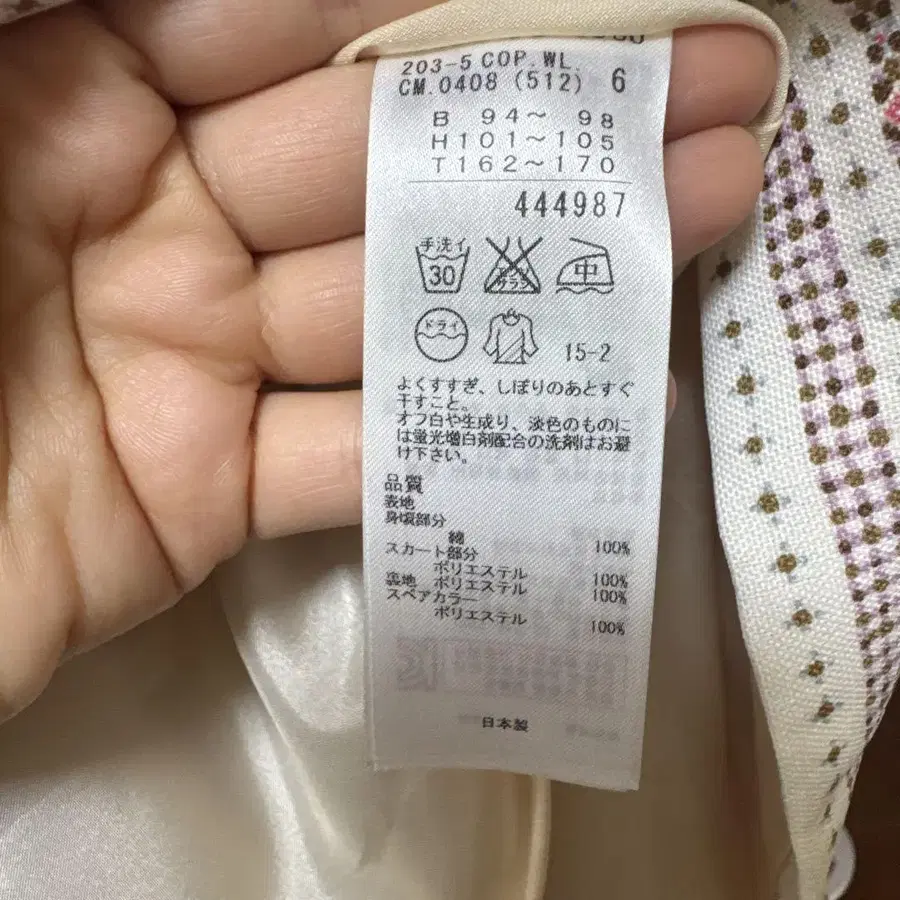 203-5 COP.WL.
CM.0408 (512) 6
B 94～ 98
H101～105
T162～170
444987
手洗イ
30
エンソ
サラシ
中
ドライ
15-2
よくすすぎ、しぼりのあとすぐ
干すこと。
オフ白や生成り、淡色のものに
は蛍光増白剤配合の洗剤はお避
け下さい。
品質
表地
身頃部分
綿 100%
スカート部分
ポリエステル 100%
裏地 ポリエステル 100%
スペアカラー
ポリエステル 100%
日本製